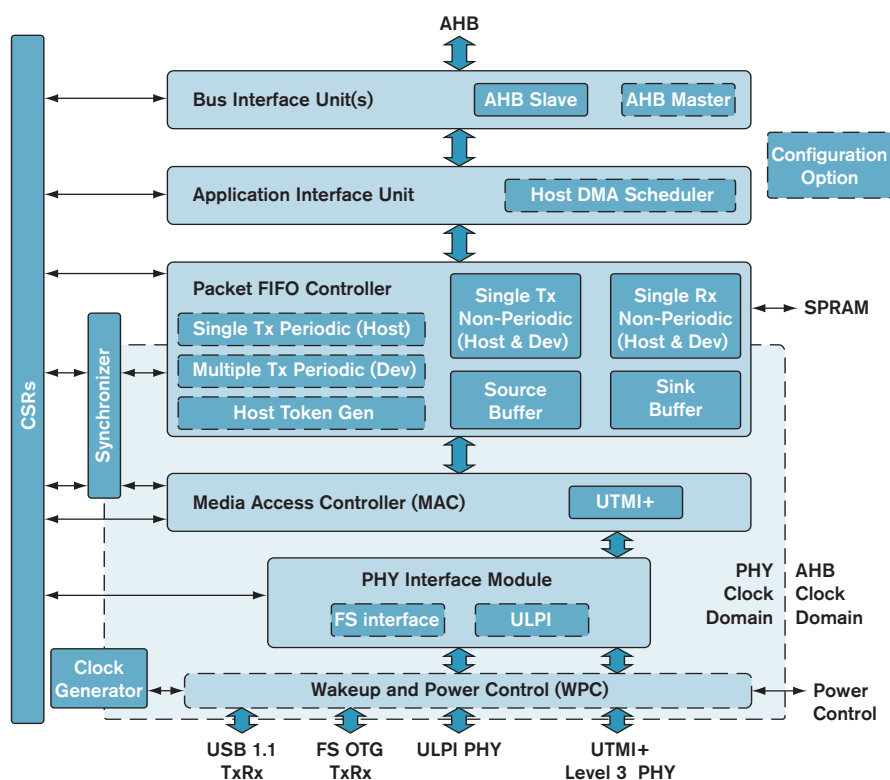 AHB
Bus Interface Unit(s)
AHB Slave
AHB Master
Configuration
Option
Application Interface Unit
Host DMA Scheduler
Packet FIFO Controller
Single Tx
Non-Periodic
(Host & Dev)
Single Rx
Non-Periodic
(Host & Dev)
SPRAM
Single Tx Periodic (Host)
Multiple Tx Periodic (Dev)
Host Token Gen
Source
Buffer
Sink
Buffer
CSRs
Synchronizer
Media Access Controller (MAC)
UTMI+
PHY Interface Module
FS interface
ULPI
PHY
Clock
Domain
AHB
Clock
Domain
Clock
Generator
Wakeup and Power Control (WPC)
Power
Control
USB 1.1
TxRx
FS OTG
TxRx
ULPI PHY
UTMI+
Level 3 PHY